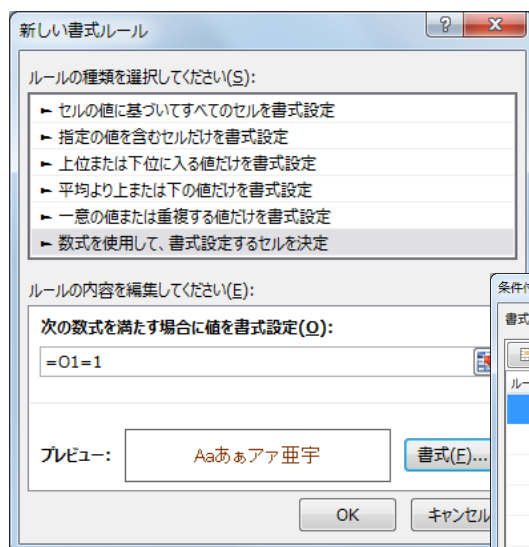 新しい書式ルール
ルールの種類を選択してください(S):
► セルの値に基づいてすべてのセルを書式設定
► 指定の値を含むセルだけを書式設定
► 上位または下位に入る値だけを書式設定
► 平均より上または下の値だけを書式設定
► 一意の値または重複する値だけを書式設定
► 数式を使用して、書式設定するセルを決定
ルールの内容を編集してください(E):
次の数式を満たす場合に値を書式設定(O):
=O1=1
プレビュー:
Aaあぁアァ亜宇
書式(F)...
OK
キャンセル
条件付
書式
ルー